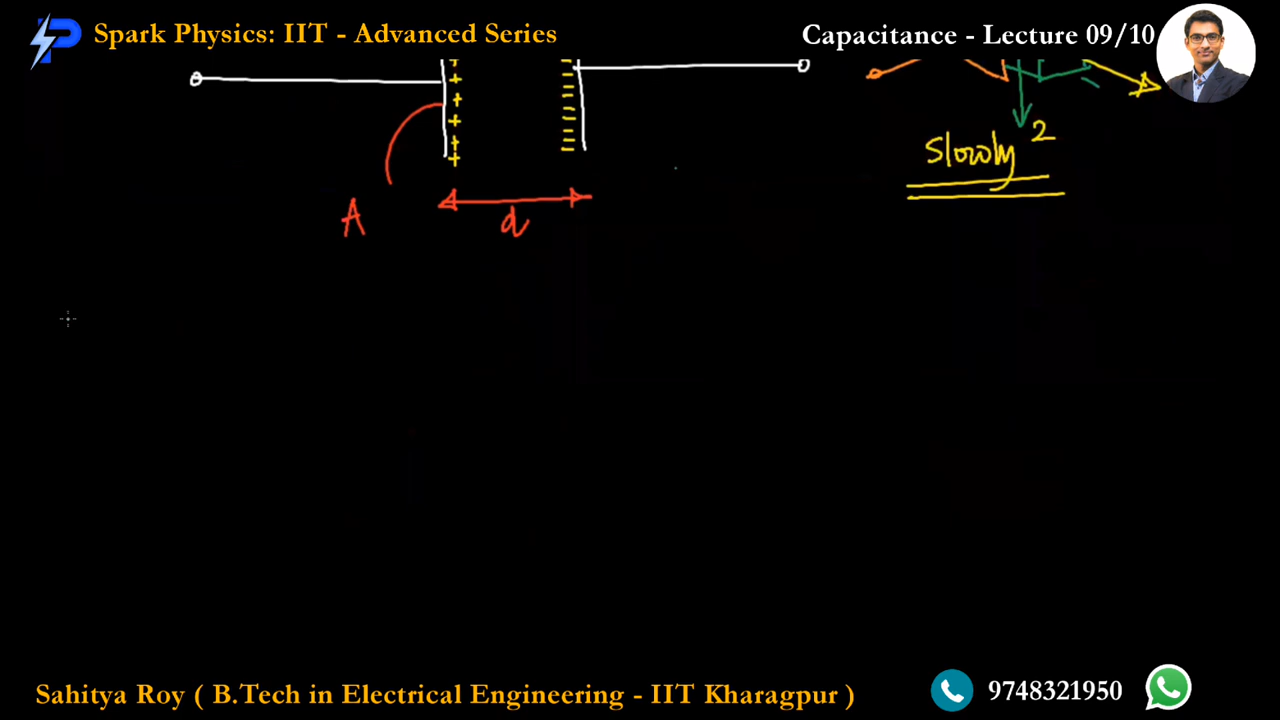 Spark Physics: IIT - Advanced Series
Capacitance - Lecture 09/10
Slowly 2
A
d
Sahitya Roy ( B.Tech in Electrical Engineering - IIT Kharagpur )
9748321950